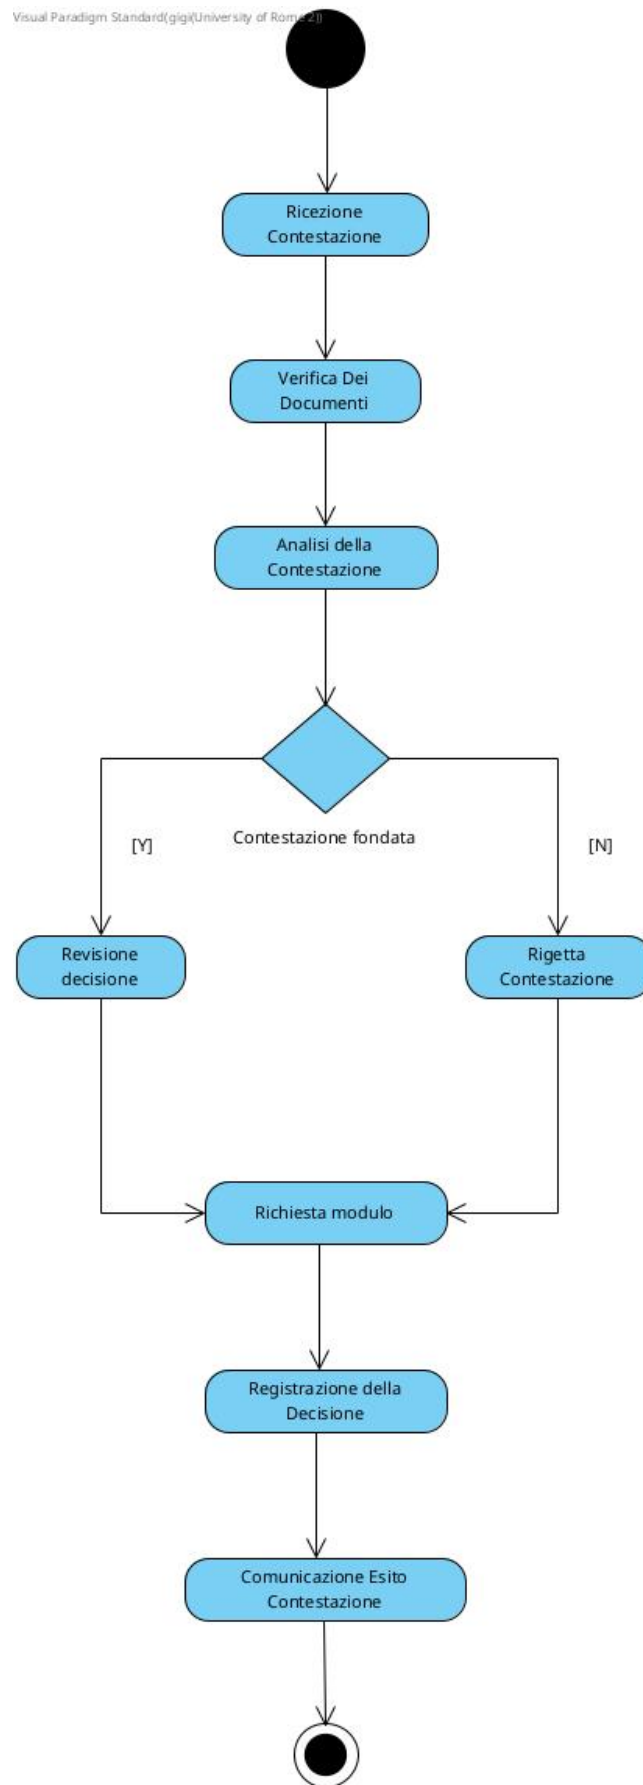 Visual Paradigm Standard(gigi(University of Rome 2))
Ricezione
Contestazione
Verifica Dei
Documenti
Analisi della
Contestazione
Contestazione fondata
[Y]
[N]
Revisione
decisione
Rigetta
Contestazione
Richiesta modulo
Registrazione della
Decisione
Comunicazione Esito
Contestazione